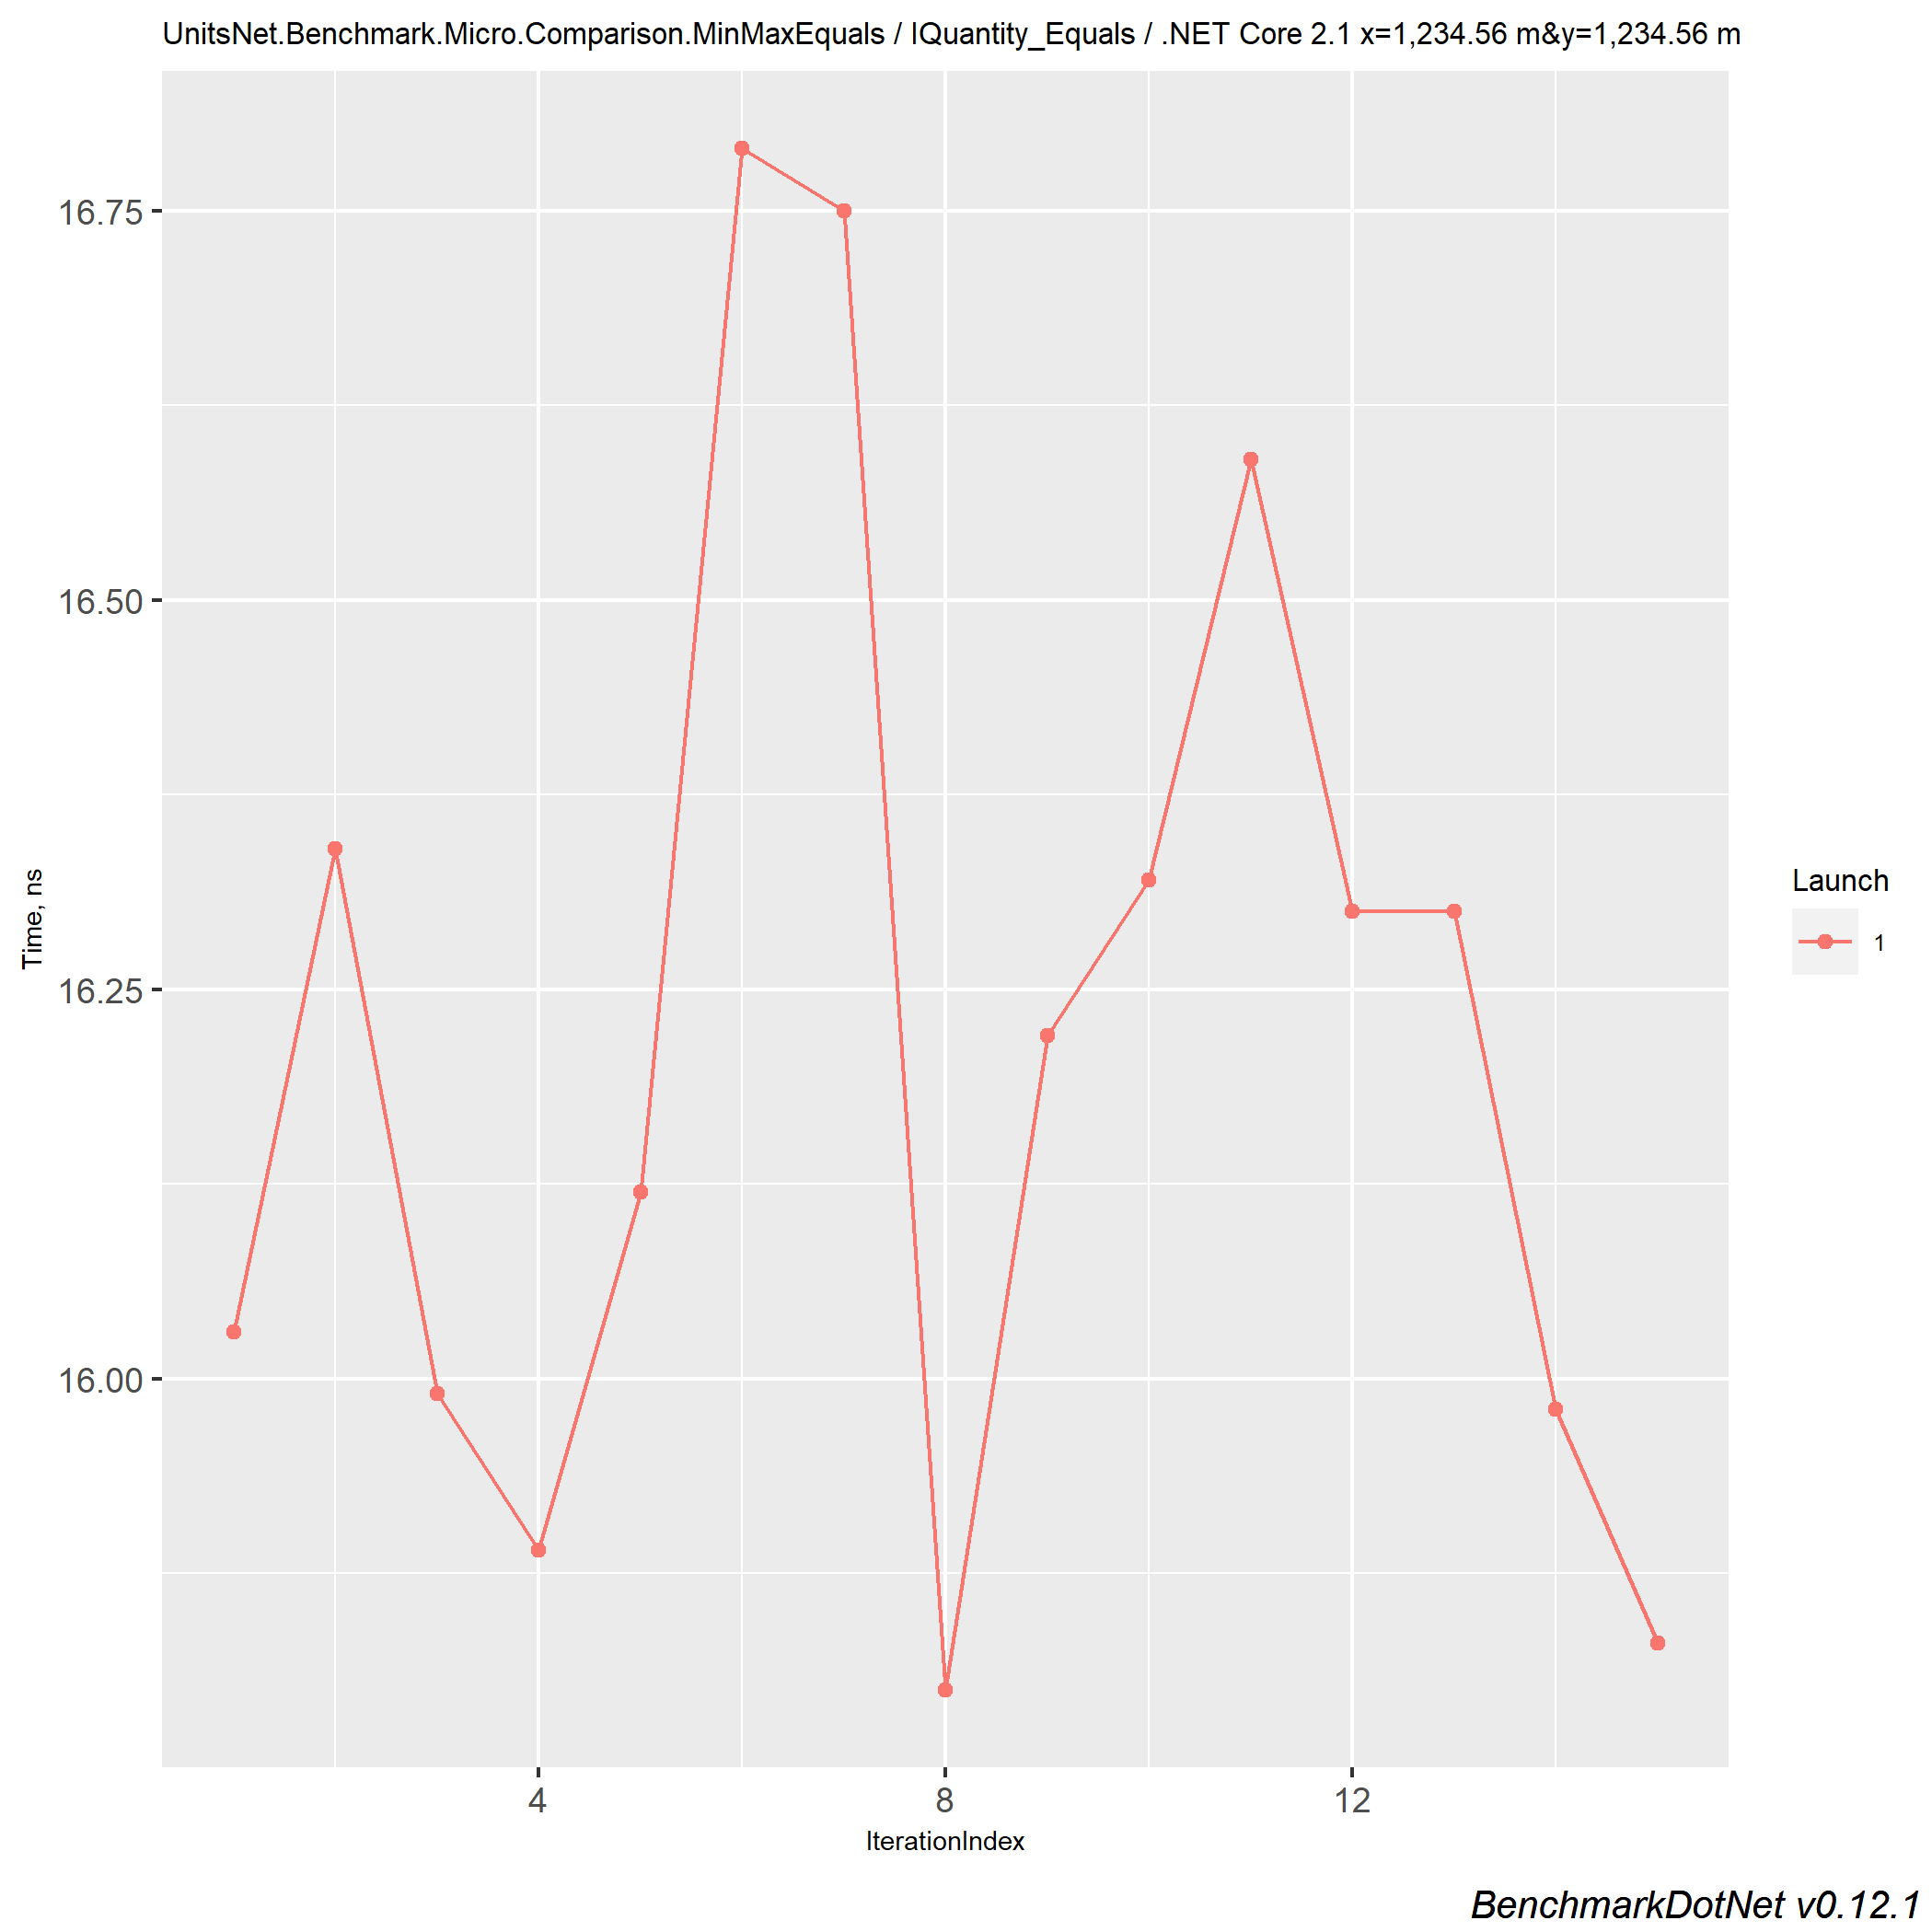 UnitsNet.Benchmark.Micro.Comparison.MinMaxEquals / IQuantity_Equals / .NET Core 2.1 x=1,234.56 m&y=1,234.56 m
16.75
16.50
16.25
16.00
Time, ns
4 8 12
IterationIndex
Launch
1
BenchmarkDotNet v0.12.1